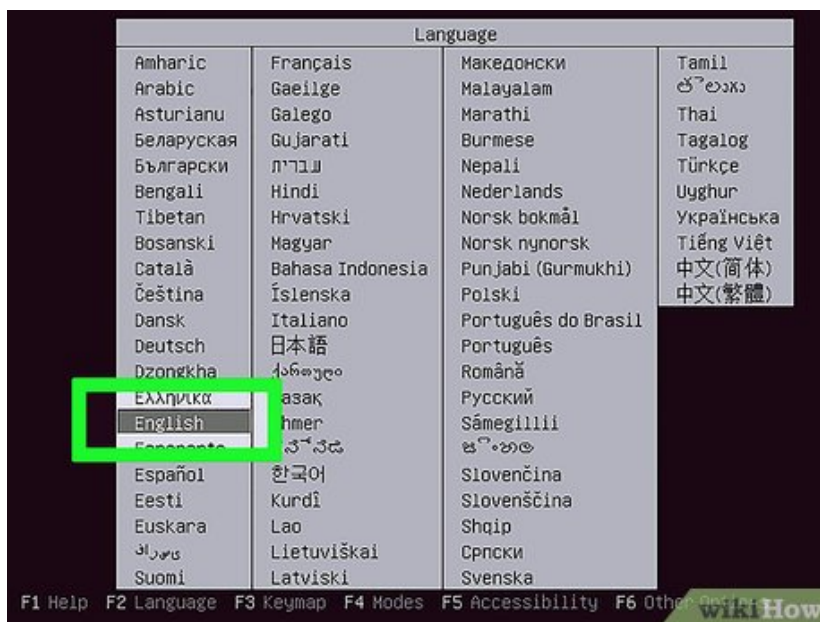 Language
Amharic
Arabic
Asturianu
Беларуская
Български
Bengali
Tibetan
Bosanski
Català
Čeština
Dansk
Deutsch
Dzongkha
Ελληνικά
English
Esperanto
Español
Eesti
Euskara
Suomi
Français
Gaeilge
Galego
Gujarati
עברית
Hindi
Hrvatski
Magyar
Bahasa Indonesia
Íslenska
Italiano
日本語
ქართული
Khmer
한국어
Kurdî
Lao
Lietuviškai
Latviski
Македонски
Malayalam
Marathi
Burmese
Nepali
Nederlands
Norsk bokmål
Norsk nynorsk
Punjabi (Gurmukhi)
Polski
Português do Brasil
Português
Română
Русский
Sámegillii
Slovenčina
Slovenščina
Shqip
Српски
Svenska
Tamil
Thai
Tagalog
Türkçe
Uyghur
Українська
Tiếng Việt
中文(简体)
中文(繁體)
F1 Help F2 Language F3 Keymap F4 Modes F5 Accessibility F6 Other
wikiHow